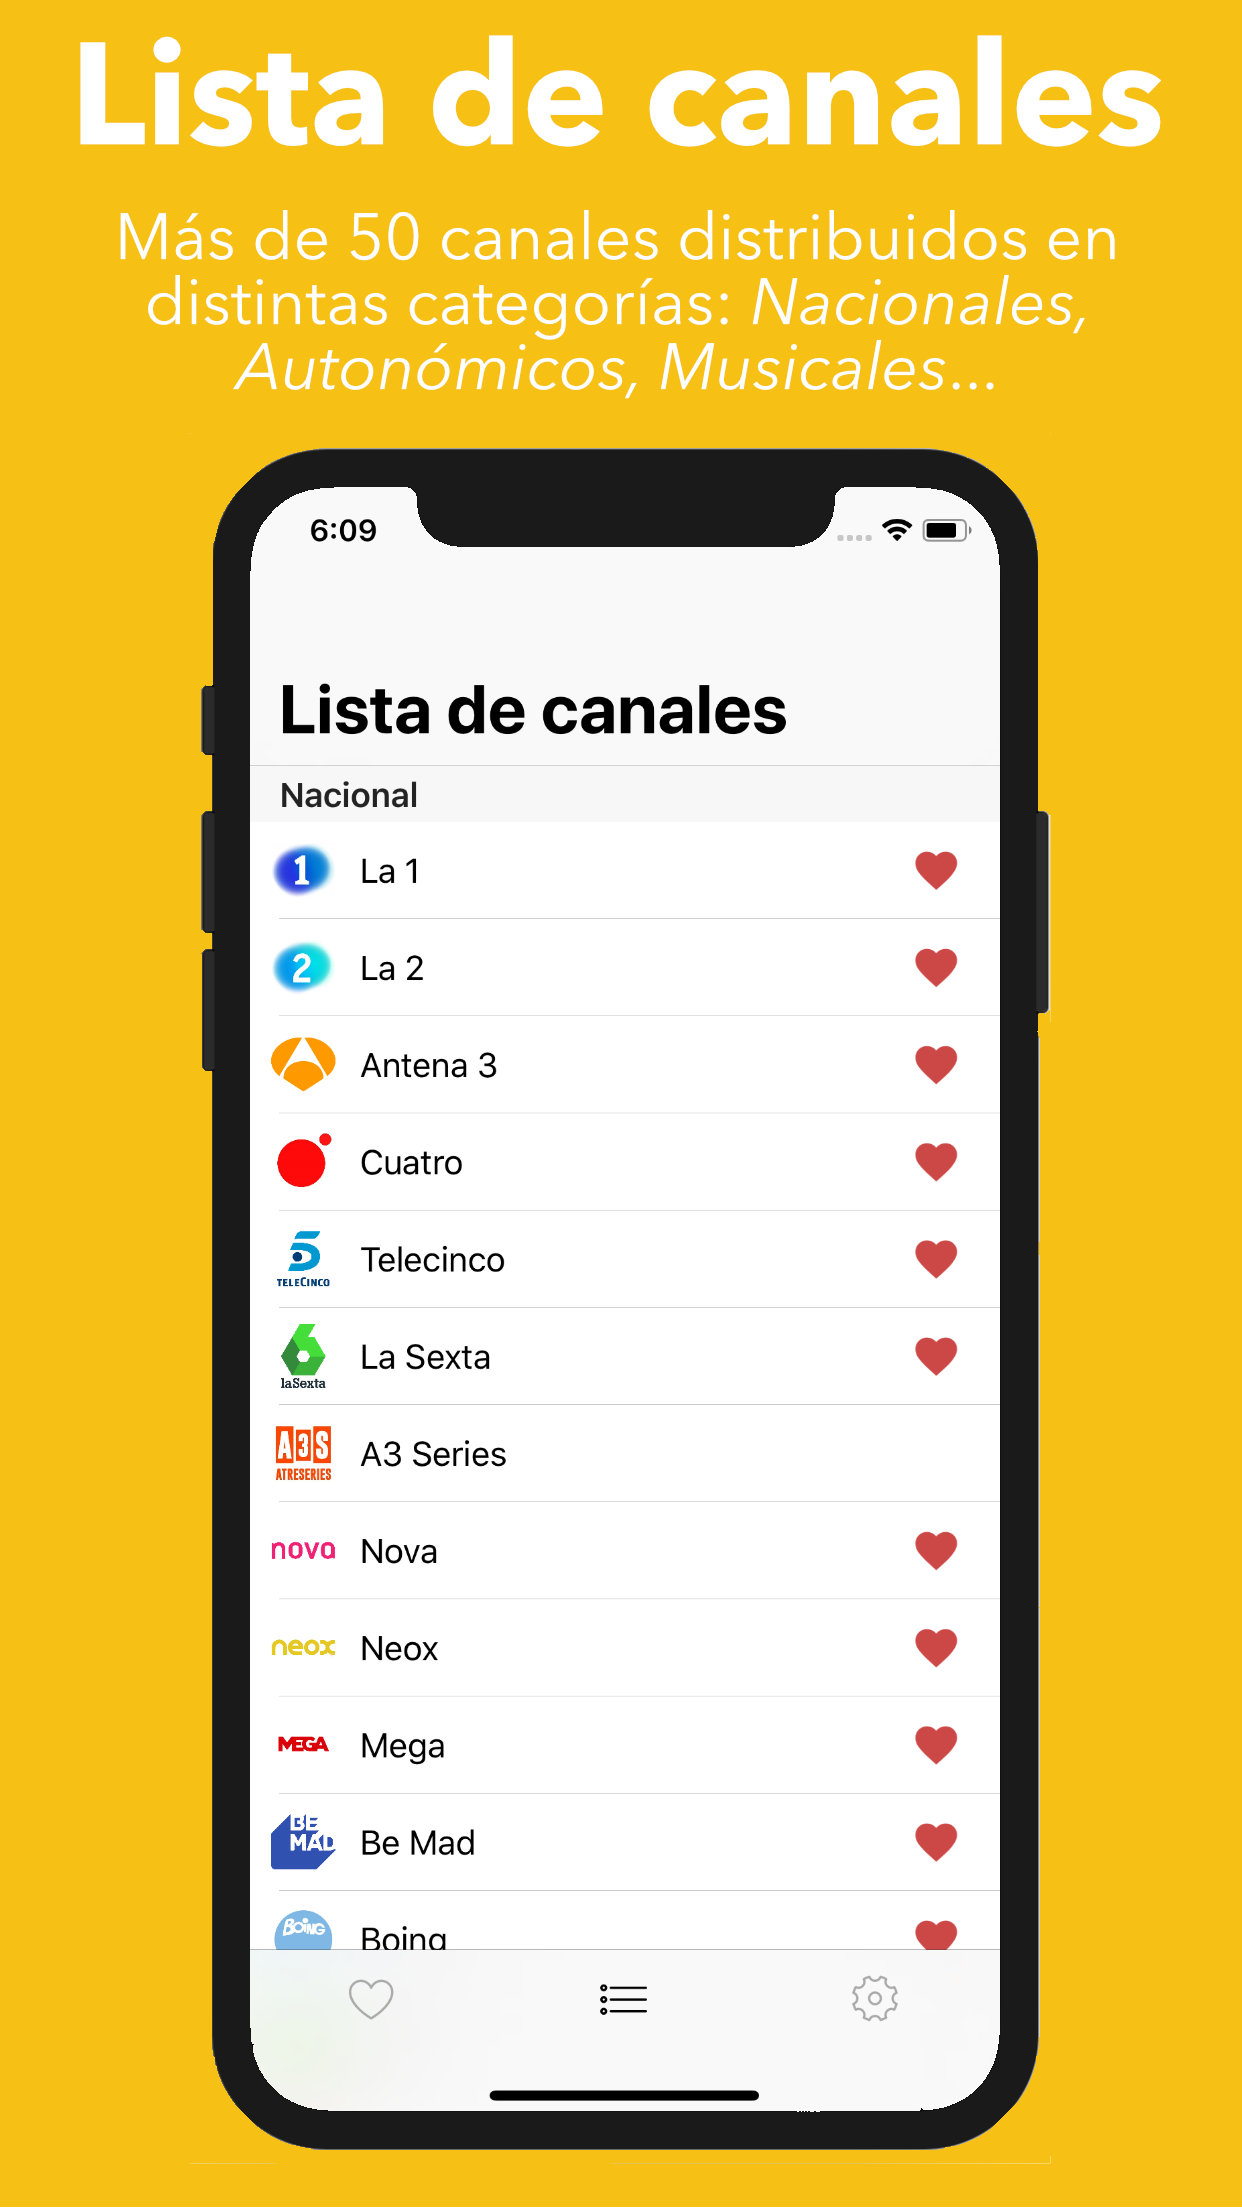 Lista de canales
Más de 50 canales distribuidos en
distintas categorías: Nacionales,
Autonómicos, Musicales...
6:09
Lista de canales
Nacional
1 La 1
2 La 2
Antena 3
Cuatro
5
TELECINCO
Telecinco
6
laSexta
La Sexta
A3S
ATRESERIES
A3 Series
nova Nova
neox Neox
MEGA Mega
BE
MAD
Be Mad
BOING
Boing